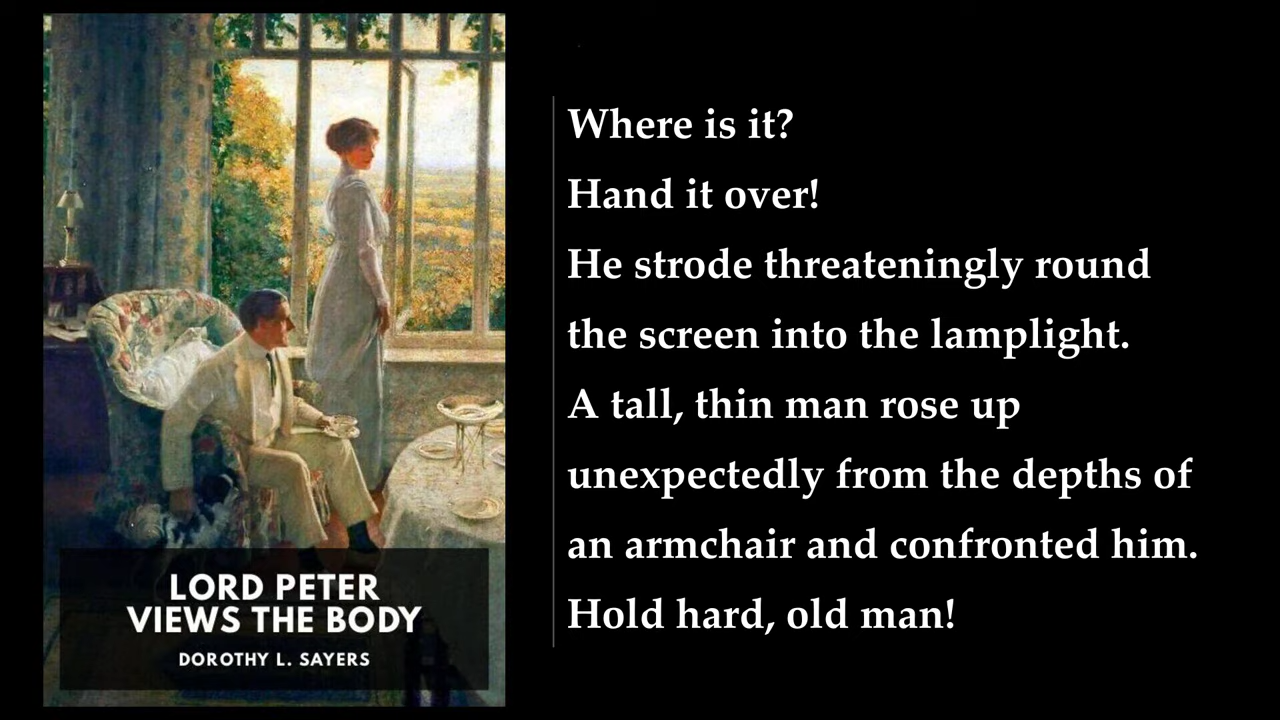 LORD PETER
VIEWS THE BODY
DOROTHY L. SAYERS
Where is it?
Hand it over!
He strode threateningly round
the screen into the lamplight.
A tall, thin man rose up
unexpectedly from the depths of
an armchair and confronted him.
Hold hard, old man!